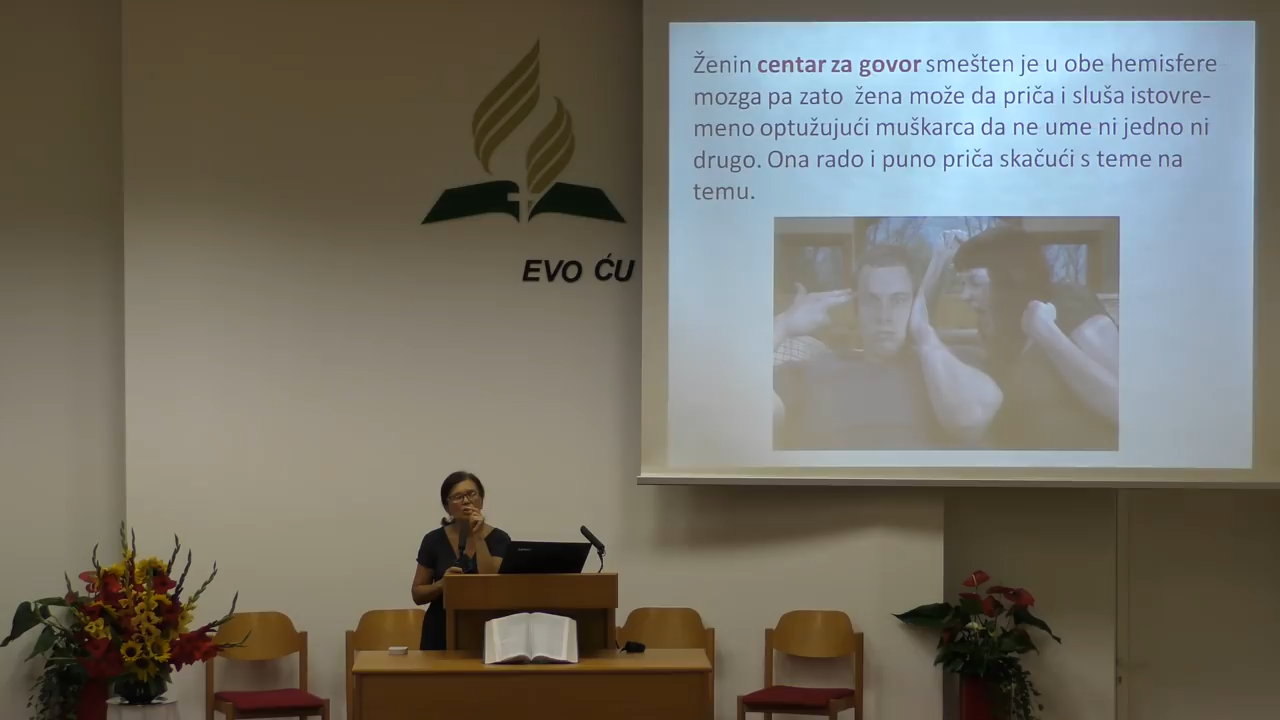 Ženin centar za govor smešten je u obe hemisfere
mozga pa zato žena može da priča i sluša istovre-
meno optužujući muškarca da ne ume ni jedno ni
drugo. Ona rado i puno priča skačući s teme na
temu.
EVO ĆU